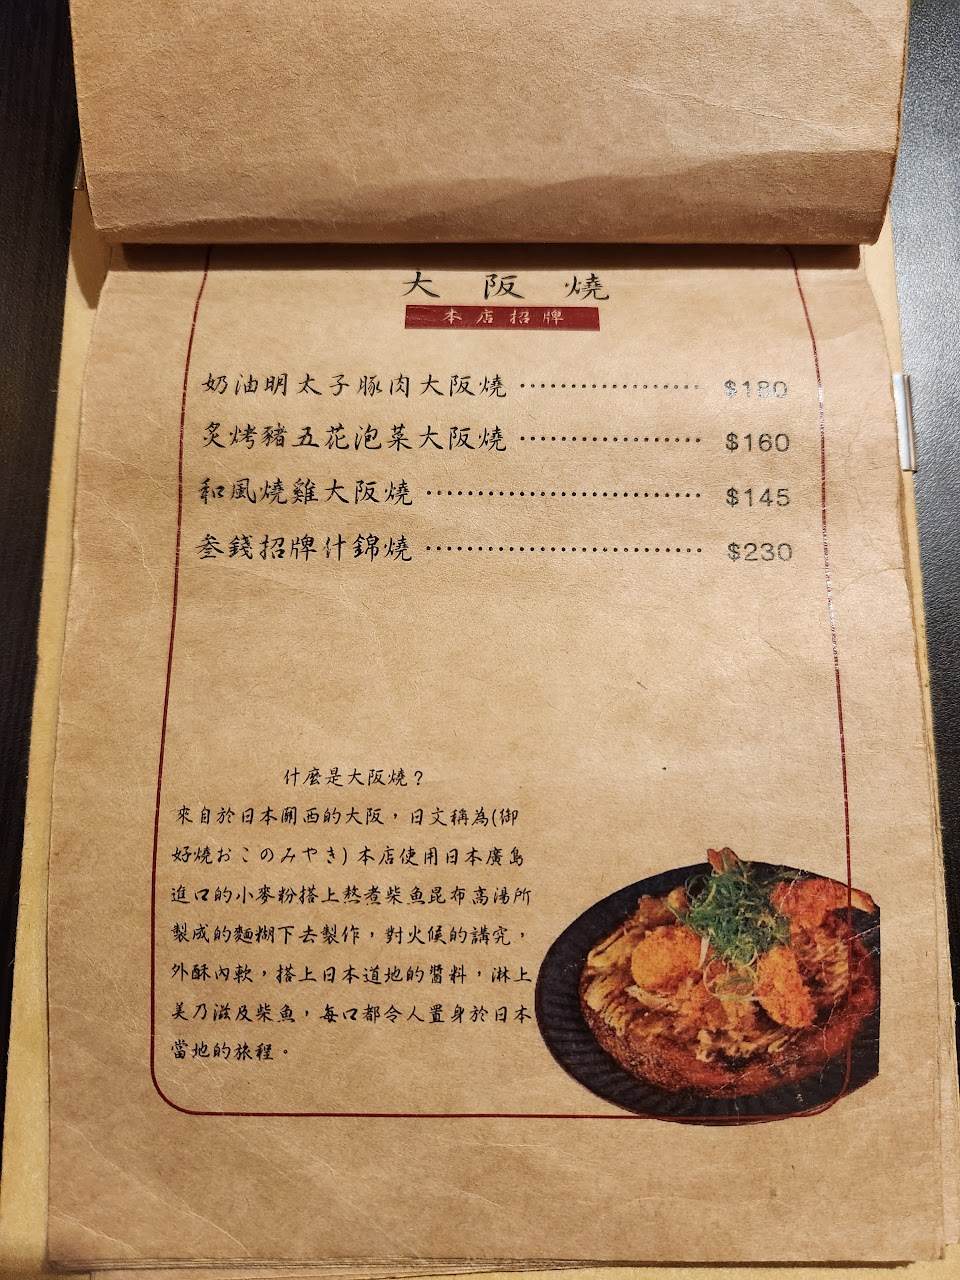 大阪燒
本店招牌
奶油明太子豚肉大阪燒 ·················· $180
炙烤豬五花泡菜大阪燒 ·················· $160
和風燒雞大阪燒 ··························· $145
叁錢招牌什錦燒 ··························· $230
什麼是大阪燒？
來自於日本關西的大阪，日文稱為(御
好燒おこのみやき)本店使用日本廣島
進口的小麥粉搭上熬煮柴魚昆布高湯所
製成的麵糊下去製作，對火候的講究，
外酥內軟，搭上日本道地的醬料，淋上
美乃滋及柴魚，每口都令人置身於日本
當地的旅程。